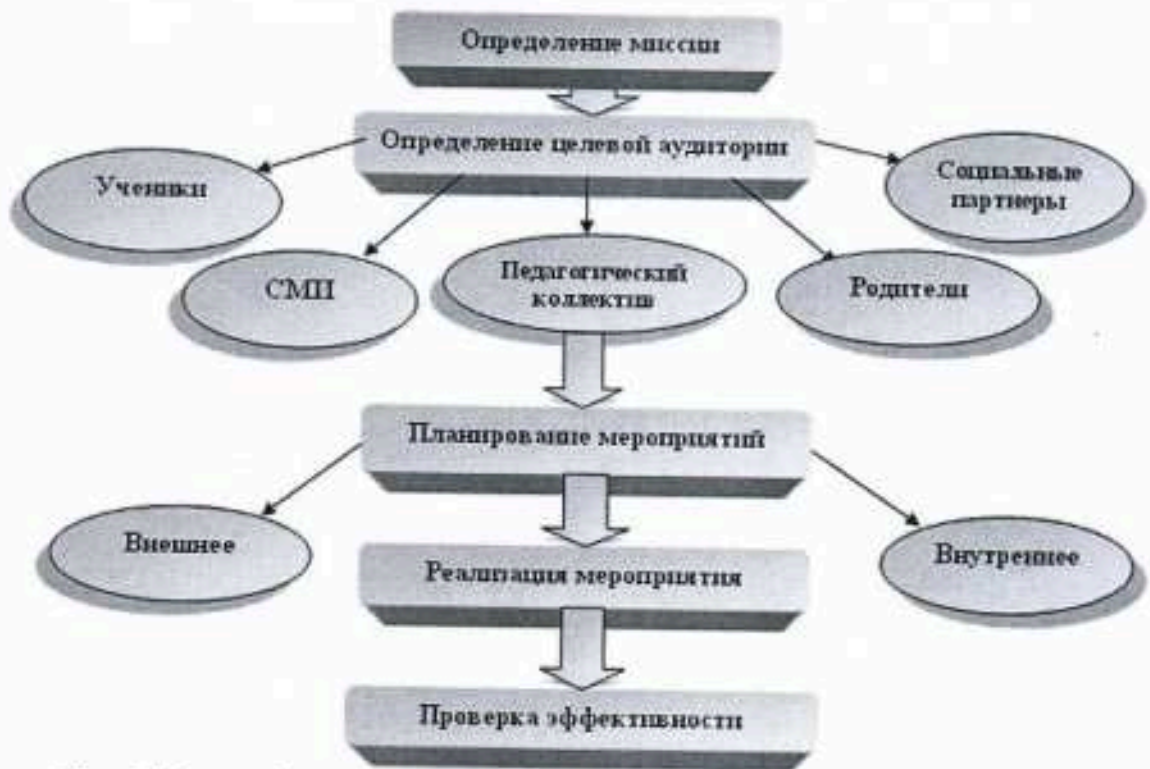 Определение миссии
Определение целевой аудитории
Ученики
Социальные
партнеры
СМИ
Педагогический
коллектив
Родители
Планирование мероприятий
Внешнее
Внутреннее
Реализация мероприятия
Проверка эффективности